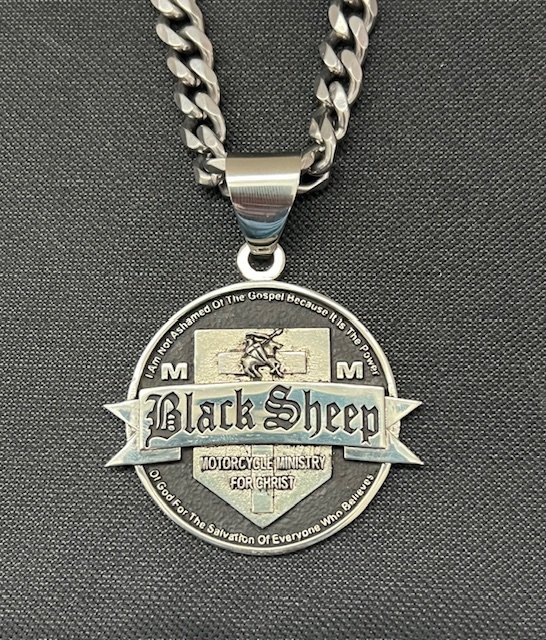 I Am Not Ashamed Of The Gospel Because It Is The Power
M M
Black Sheep
MOTORCYCLE MINISTRY
FOR CHRIST
Of God For The Salvation Of Everyone Who Believes